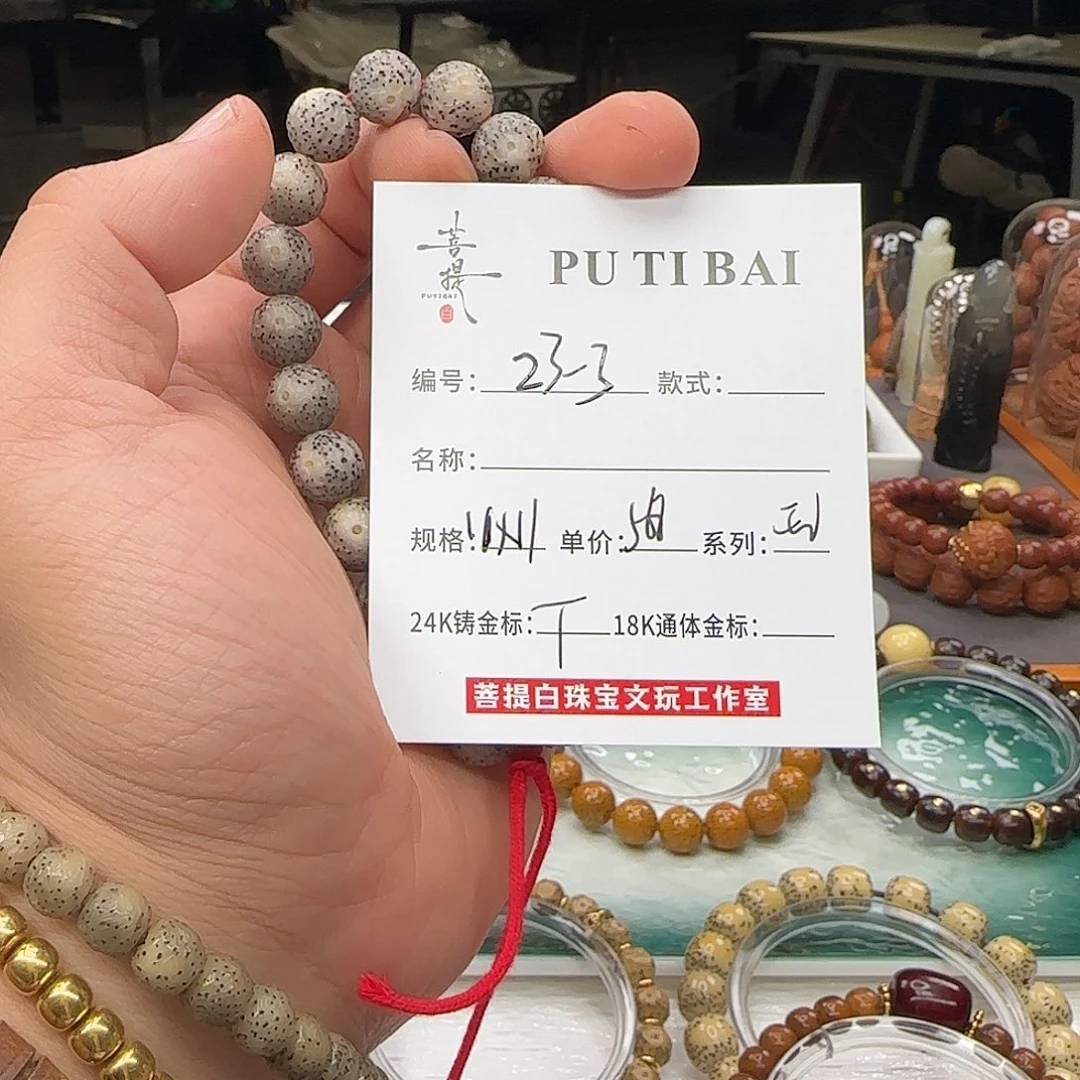 菩提
PUTIBAI
白
PU TI BAI
编号: 23-3 款式:
名称:
规格: 单价: 系列:
24K铸金标: 18K通体金标:
菩提白珠宝文玩工作室